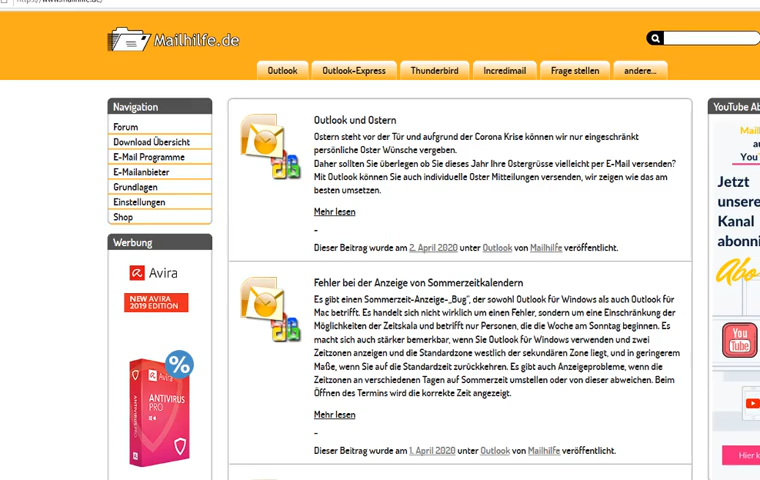 Mailhilfe.de
Outlook
Outlook-Express
Thunderbird
Incredimail
Frage stellen
andere...
Navigation
Forum
Download Übersicht
E-Mail Programme
E-Mailanbieter
Grundlagen
Einstellungen
Shop
Werbung
Avira
NEW AVIRA
2019 EDITION
%
Avira
ANTIVIRUS
PRO
Outlook und Ostern
Ostern steht vor der Tür und aufgrund der Corona Krise können wir nur eingeschränkt
persönliche Oster Wünsche vergeben.
Daher sollten Sie überlegen ob Sie dieses Jahr Ihre Ostergrüsse vielleicht per E-Mail versenden?
Mit Outlook können Sie auch individuelle Oster Mitteilungen versenden, wir zeigen wie das am
besten umsetzen.
Mehr lesen
-
Dieser Beitrag wurde am 2. April 2020 unter Outlook von Mailhilfe veröffentlicht.
Fehler bei der Anzeige von Sommerzeitkalendern
Es gibt einen Sommerzeit-Anzeige-„Bug“, der sowohl Outlook für Windows als auch Outlook für
Mac betrifft. Es handelt sich nicht wirklich um einen Fehler, sondern um eine Einschränkung der
Möglichkeiten der Zeitskala und betrifft nur Personen, die die Woche am Sonntag beginnen. Es
macht sich auch stärker bemerkbar, wenn Sie Outlook für Windows verwenden und zwei
Zeitzonen anzeigen und die Standardzone westlich der sekundären Zone liegt, und in geringerem
Maße, wenn Sie auf die Standardzeit zurückkehren. Es gibt auch Anzeigeprobleme, wenn die
Zeitzonen an verschiedenen Tagen auf Sommerzeit umstellen oder von dieser abweichen. Beim
Öffnen des Termins wird die korrekte Zeit angezeigt.
Mehr lesen
-
Dieser Beitrag wurde am 1. April 2020 unter Outlook von Mailhilfe veröffentlicht.
YouTube Ab
Mail
au
You
Jetzt
unsere
Kanal
abonni
Abo
You
Tube
Hier k